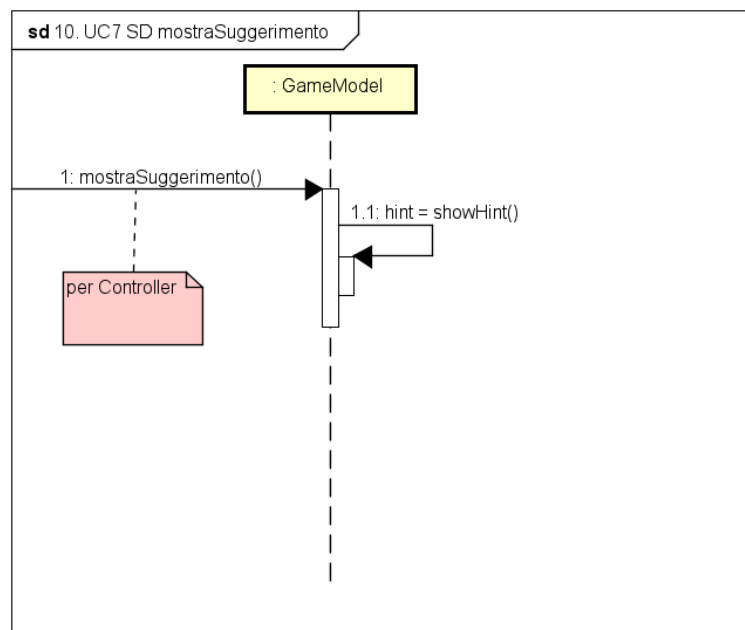 sd 10. UC7 SD mostraSuggerimento
: GameModel
1: mostraSuggerimento()
1.1: hint = showHint()
per Controller